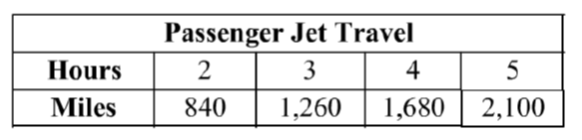 Passenger Jet Travel
Hours 2 3 4 5
Miles 840 1,260 1,680 2,100